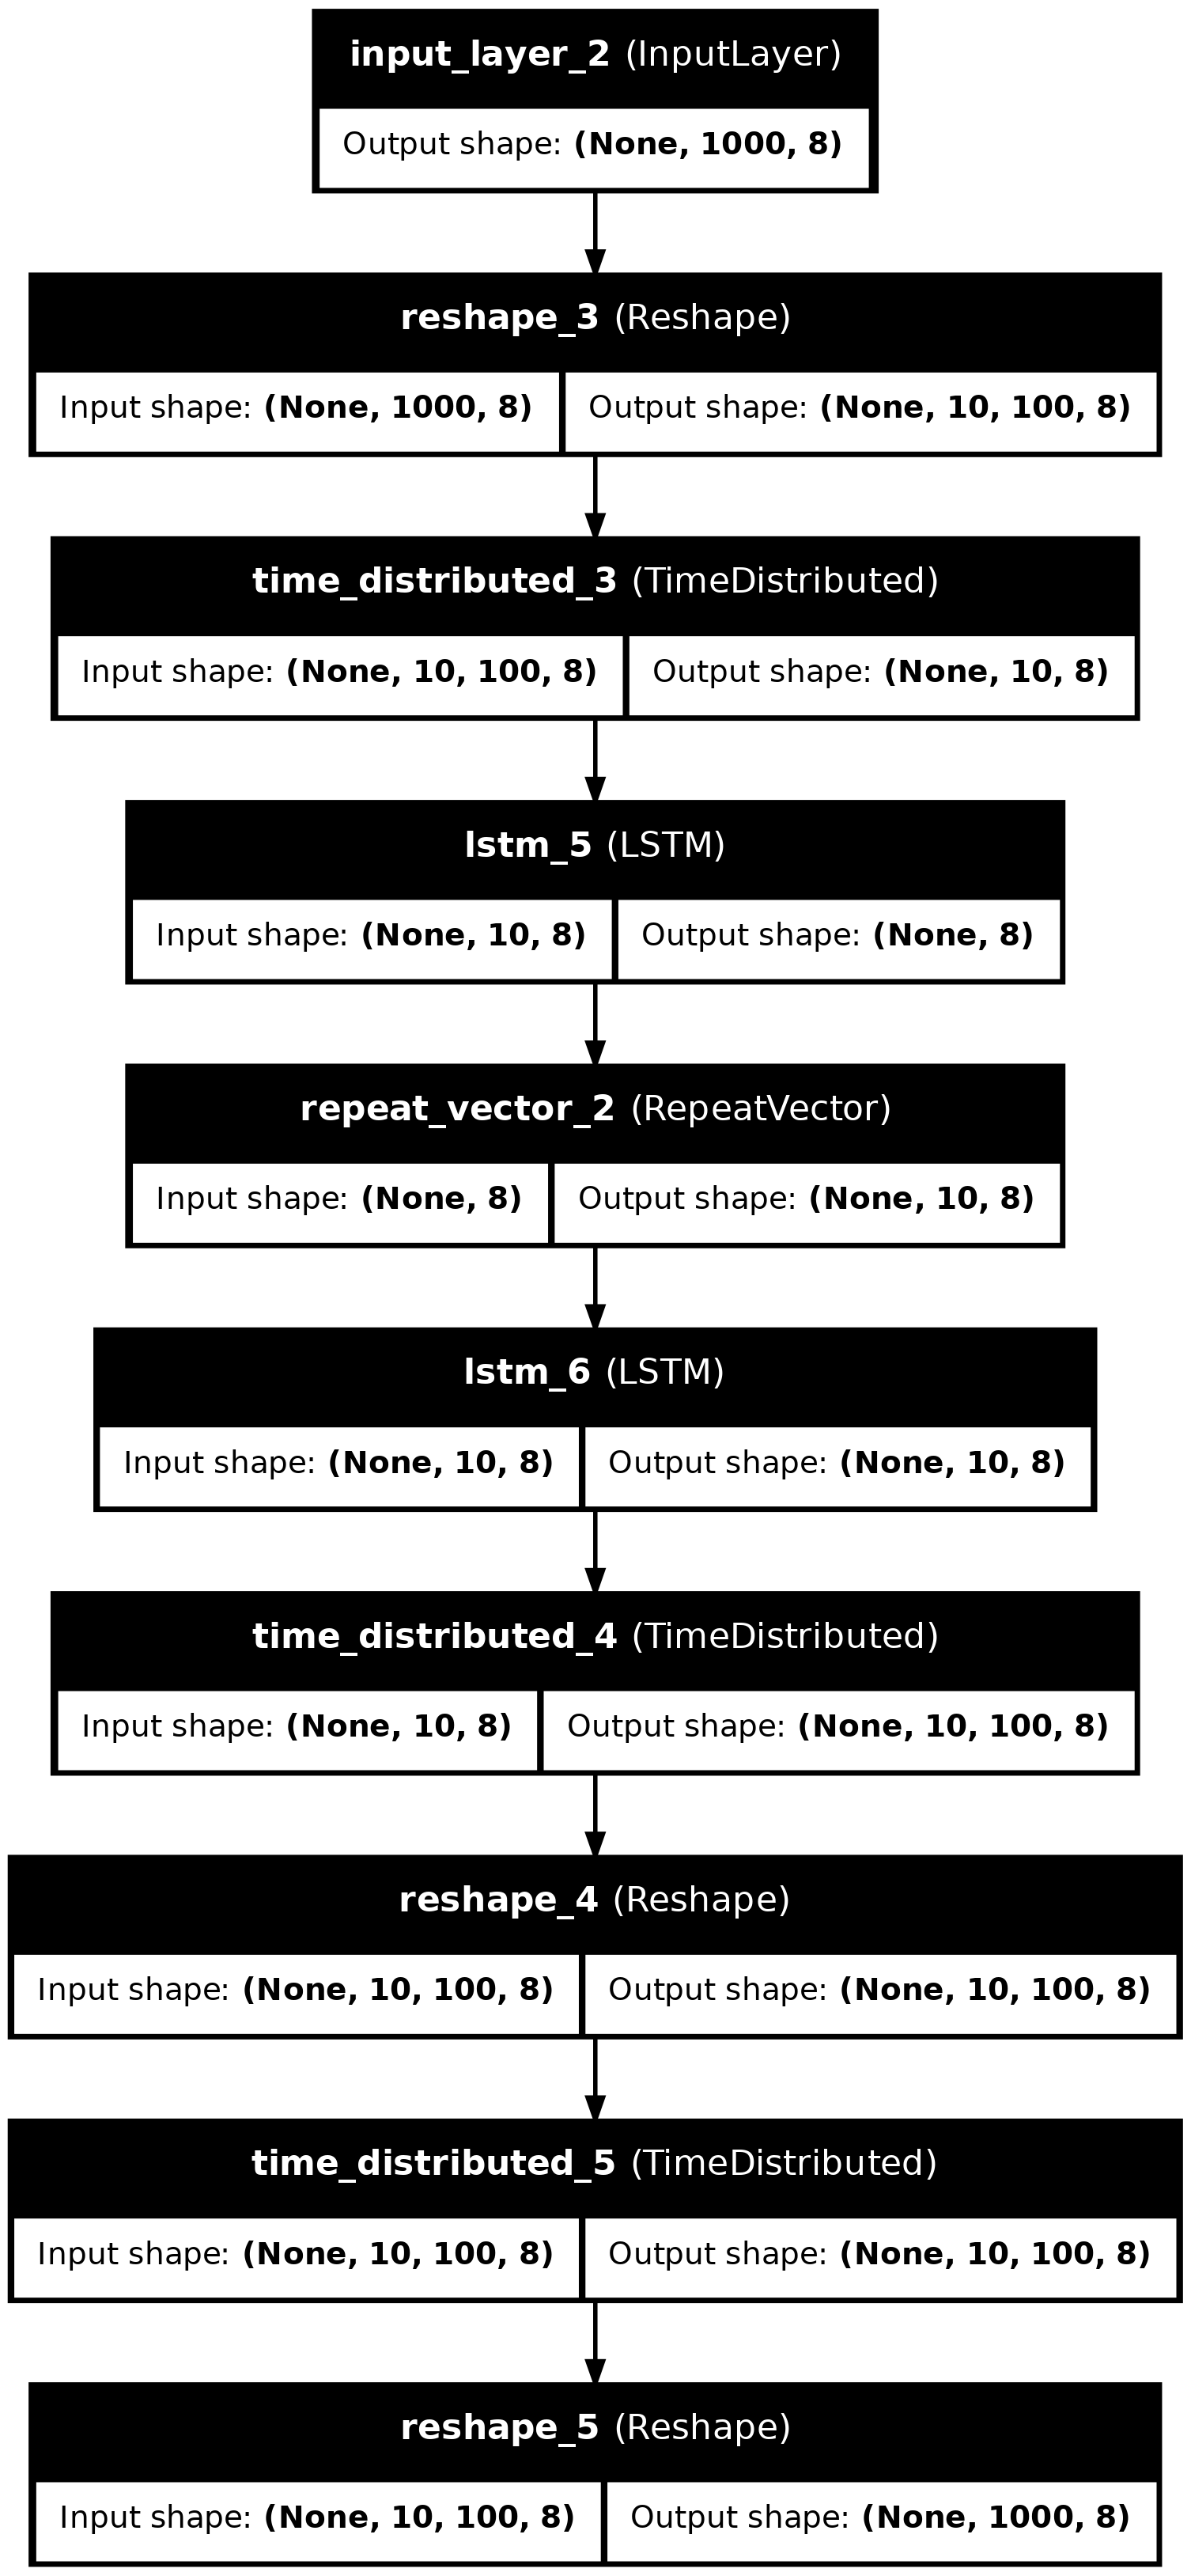 input_layer_2 (InputLayer)
Output shape: (None, 1000, 8)
reshape_3 (Reshape)
Input shape: (None, 1000, 8) Output shape: (None, 10, 100, 8)
time_distributed_3 (TimeDistributed)
Input shape: (None, 10, 100, 8) Output shape: (None, 10, 8)
lstm_5 (LSTM)
Input shape: (None, 10, 8) Output shape: (None, 8)
repeat_vector_2 (RepeatVector)
Input shape: (None, 8) Output shape: (None, 10, 8)
lstm_6 (LSTM)
Input shape: (None, 10, 8) Output shape: (None, 10, 8)
time_distributed_4 (TimeDistributed)
Input shape: (None, 10, 8) Output shape: (None, 10, 100, 8)
reshape_4 (Reshape)
Input shape: (None, 10, 100, 8) Output shape: (None, 10, 100, 8)
time_distributed_5 (TimeDistributed)
Input shape: (None, 10, 100, 8) Output shape: (None, 10, 100, 8)
reshape_5 (Reshape)
Input shape: (None, 10, 100, 8) Output shape: (None, 1000, 8)